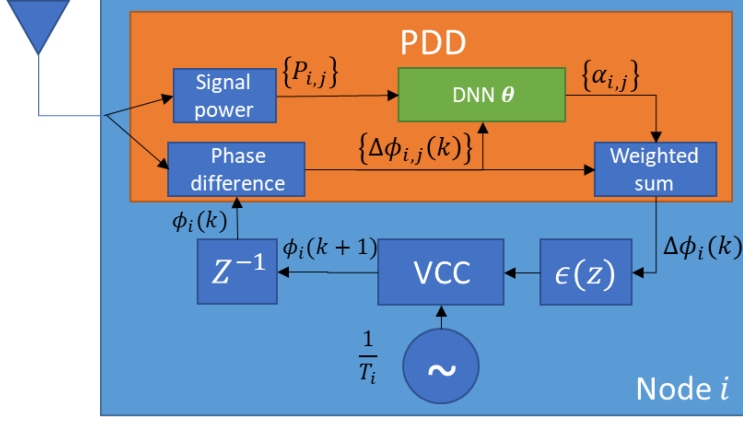 PDD
Signal
power
{P_{i,j}}
DNN θ
{α_{i,j}}
Phase
difference
{Δϕ_{i,j}(k)}
Weighted
sum
ϕ_i(k)
Z^{-1}
ϕ_i(k + 1)
VCC
ϵ(z)
Δϕ_i(k)
1
T_i
~
Node i